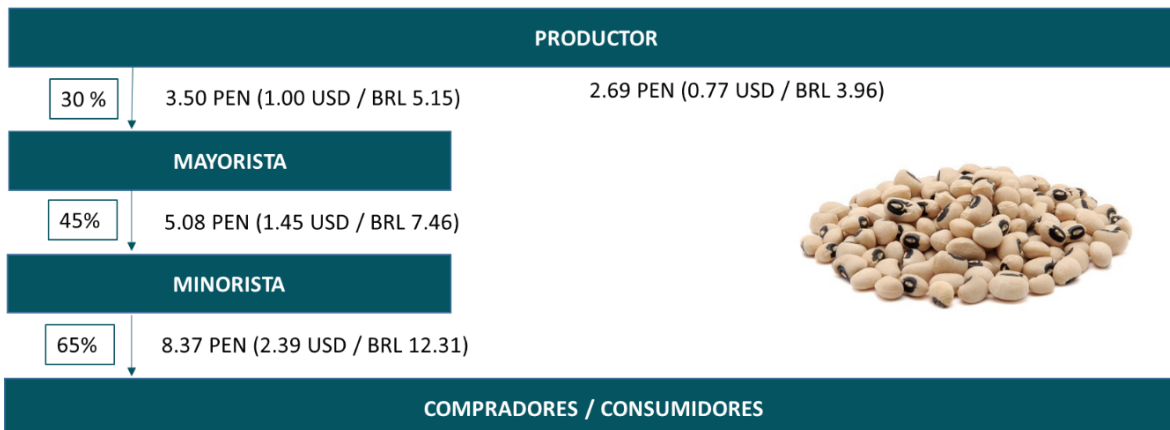 PRODUCTOR
30 %
3.50 PEN (1.00 USD / BRL 5.15)
2.69 PEN (0.77 USD / BRL 3.96)
MAYORISTA
45%
5.08 PEN (1.45 USD / BRL 7.46)
MINORISTA
65%
8.37 PEN (2.39 USD / BRL 12.31)
COMPRADORES / CONSUMIDORES